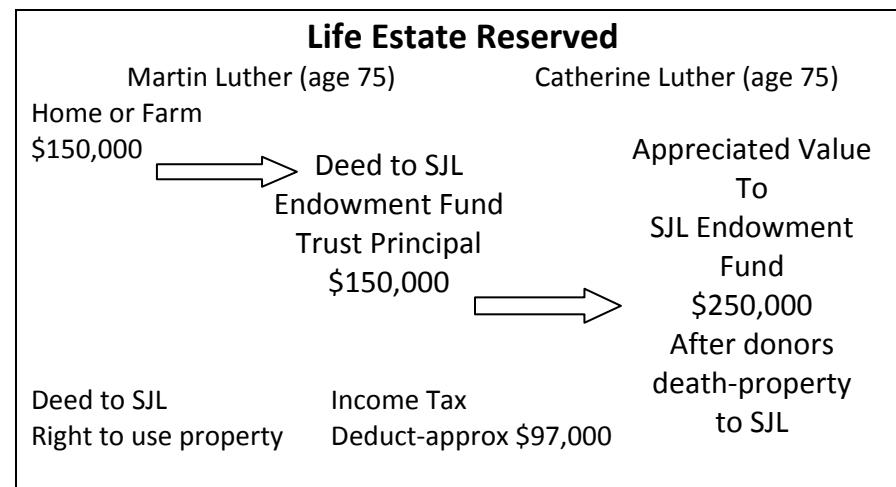 Life Estate Reserved
Martin Luther (age 75)
Catherine Luther (age 75)
Home or Farm
$150,000
Deed to SJL
Endowment Fund
Trust Principal
$150,000
Appreciated Value
To
SJL Endowment
Fund
$250,000
After donors
death-property
to SJL
Deed to SJL
Right to use property
Income Tax
Deduct-approx $97,000